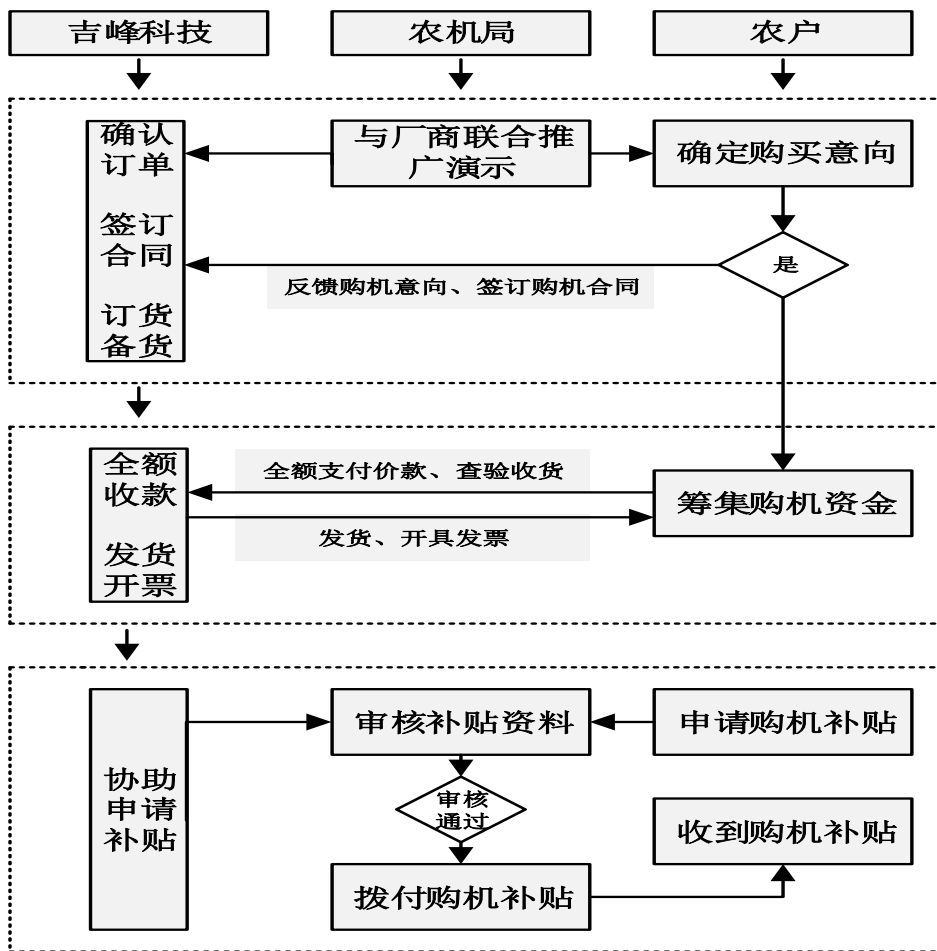 吉峰科技
农机局
农户
确认
订单
签订
合同
订货
备货
与厂商联合推
广演示
确定购买意向
是
反馈购机意向、签订购机合同
全额
收款
发货
开票
全额支付价款、查验收货
发货、开具发票
筹集购机资金
协助
申请
补贴
审核补贴资料
申请购机补贴
审核
通过
收到购机补贴
拨付购机补贴